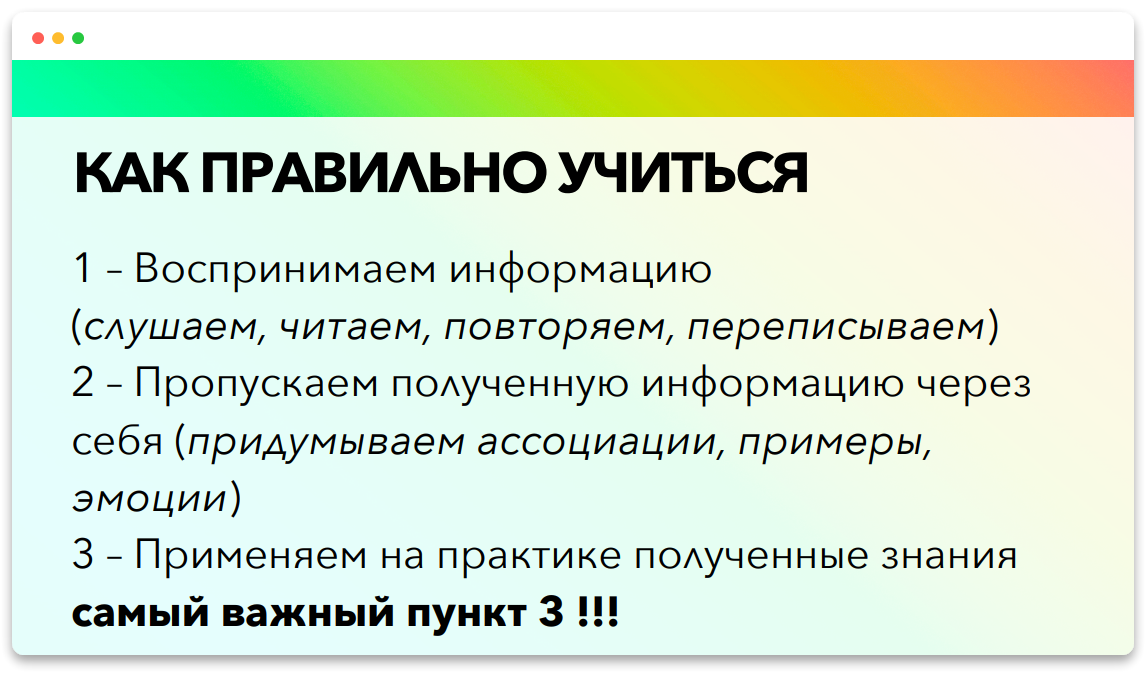 КАК ПРАВИЛЬНО УЧИТЬСЯ
1 – Воспринимаем информацию
(слушаем, читаем, повторяем, переписываем)
2 – Пропускаем полученную информацию через
себя (придумываем ассоциации, примеры,
эмоции)
3 – Применяем на практике полученные знания
самый важный пункт 3 !!!